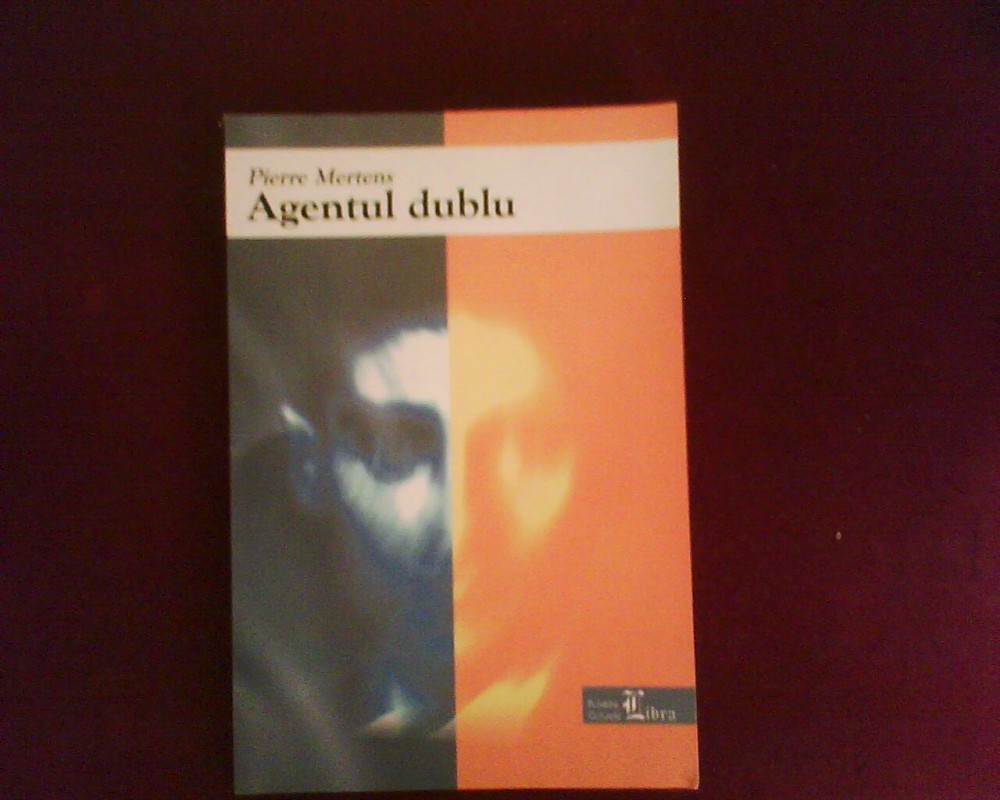 Pierre Mertens
Agentul dublu
Libra